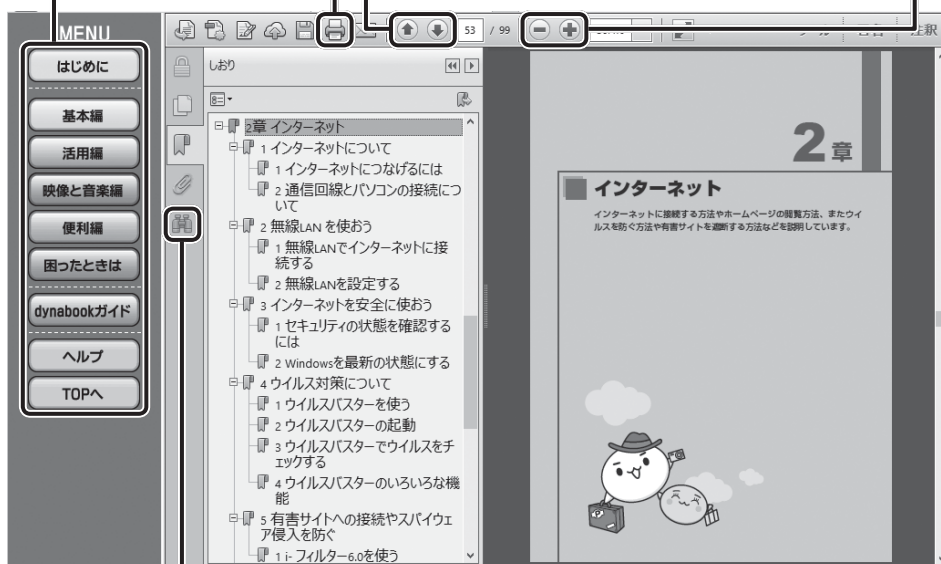 MENU
はじめに
基本編
活用編
映像と音楽編
便利編
困ったときは
dynabookガイド
ヘルプ
TOPへ
53 / 99
しおり
2章 インターネット
1 インターネットについて
1 インターネットにつなげるには
2 通信回線とパソコンの接続につ
いて
2 無線LAN を使おう
1 無線LANでインターネットに接
続する
2 無線LANを設定する
3 インターネットを安全に使おう
1 セキュリティの状態を確認する
には
2 Windowsを最新の状態にする
4 ウイルス対策について
1 ウイルスバスターを使う
2 ウイルスバスターの起動
3 ウイルスバスターでウイルスをチ
ェックする
4 ウイルスバスターのいろいろな機
能
5 有害サイトへの接続やスパイウェ
ア侵入を防ぐ
1 i- フィルター6.0を使う
2章
インターネット
インターネットに接続する方法やホームページの閲覧方法、またウイ
ルスを防ぐ方法や有害サイトを遮断する方法などを説明しています。